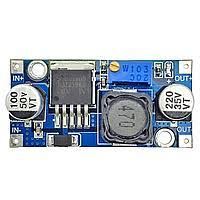 IN+
OUT+
W103
302
100
50V
VT
220
35V
VT
470
IN-
OUT-